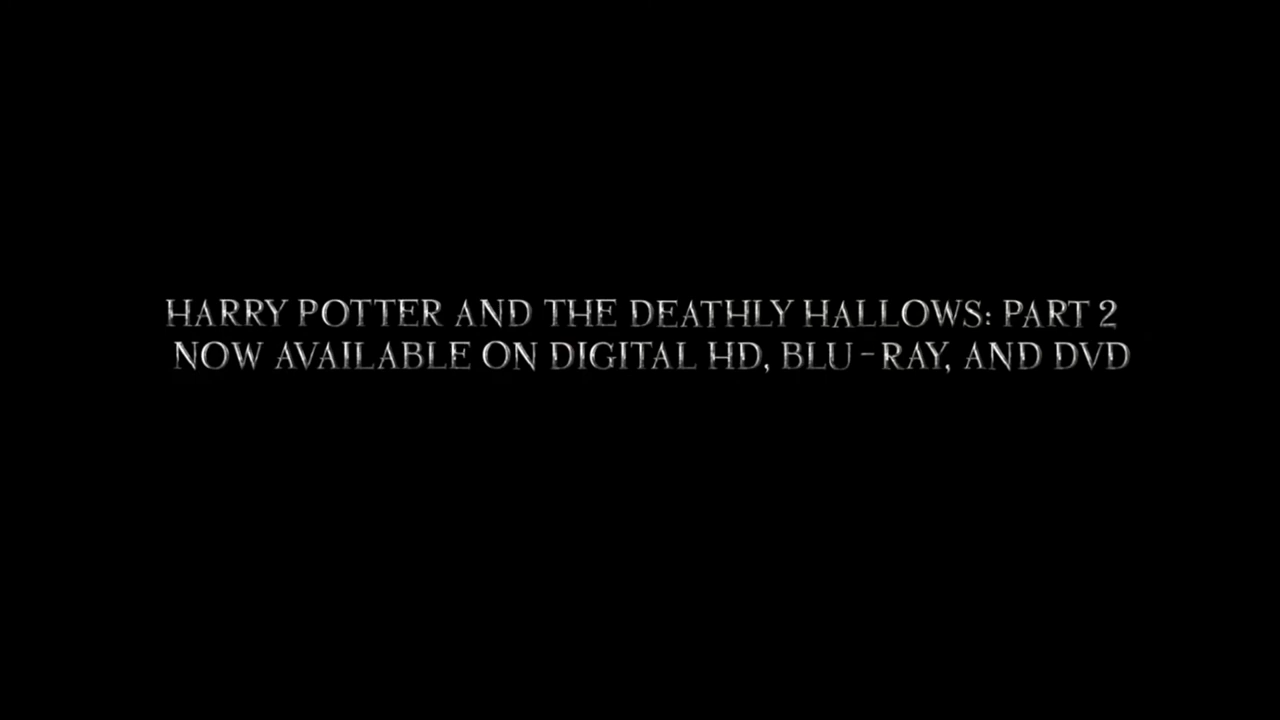 HARRY POTTER AND THE DEATHLY HALLOWS: PART 2
NOW AVAILABLE ON DIGITAL HD, BLU-RAY, AND DVD